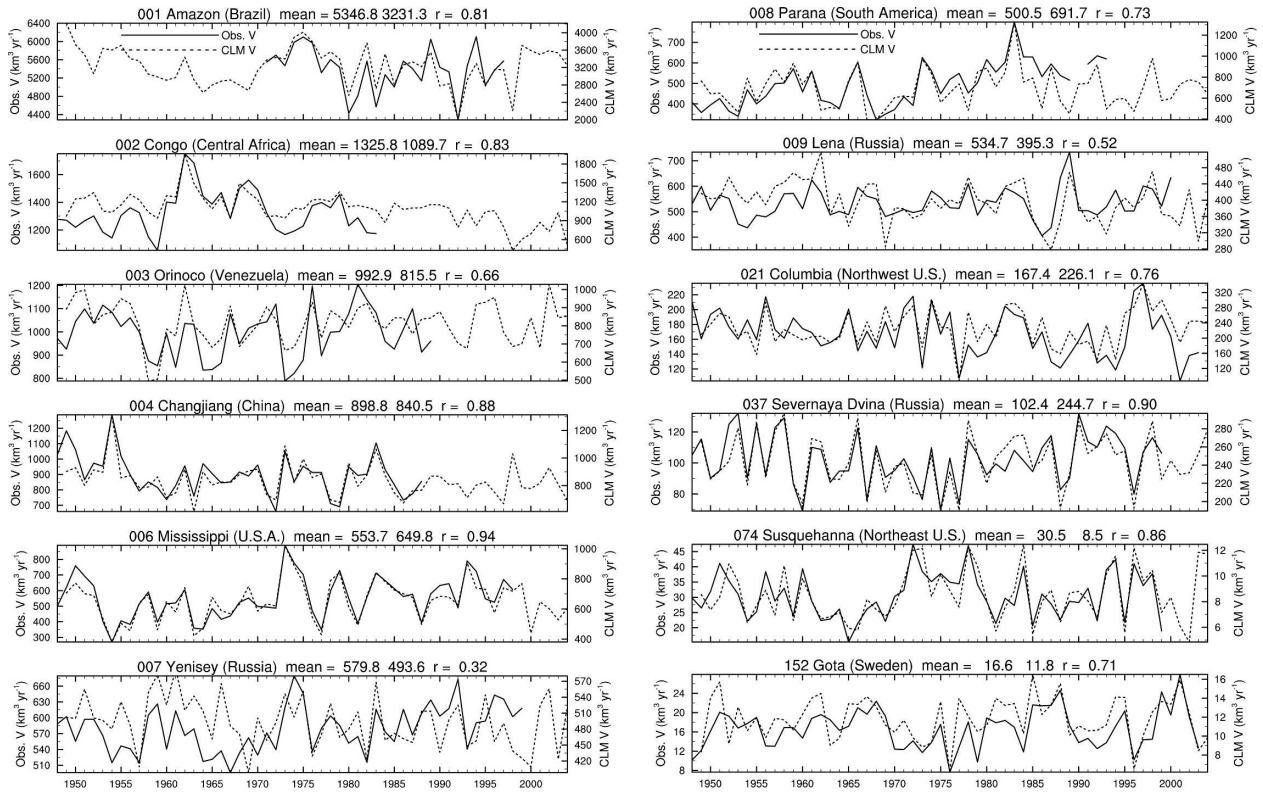 001 Amazon (Brazil) mean = 5346.8 3231.3 r = 0.81
Obs. V (km³ yr⁻¹)
6400
6000
5600
5200
4800
4400
Obs. V
CLM V
4000
3600
3200
2800
2400
2000
CLM V (km³ yr⁻¹)
002 Congo (Central Africa) mean = 1325.8 1089.7 r = 0.83
Obs. V (km³ yr⁻¹)
1600
1400
1200
1800
1500
1200
900
600
CLM V (km³ yr⁻¹)
003 Orinoco (Venezuela) mean = 992.9 815.5 r = 0.66
Obs. V (km³ yr⁻¹)
1200
1100
1000
900
800
1000
900
800
700
600
500
CLM V (km³ yr⁻¹)
004 Changjiang (China) mean = 898.8 840.5 r = 0.88
Obs. V (km³ yr⁻¹)
1200
1100
1000
900
800
700
1200
1000
800
CLM V (km³ yr⁻¹)
006 Mississippi (U.S.A.) mean = 553.7 649.8 r = 0.94
Obs. V (km³ yr⁻¹)
800
700
600
500
400
300
1000
800
600
400
CLM V (km³ yr⁻¹)
007 Yenisey (Russia) mean = 579.8 493.6 r = 0.32
Obs. V (km³ yr⁻¹)
660
630
600
570
540
510
570
540
510
480
450
420
CLM V (km³ yr⁻¹)
1950 1955 1960 1965 1970 1975 1980 1985 1990 1995 2000
008 Parana (South America) mean = 500.5 691.7 r = 0.73
Obs. V (km³ yr⁻¹)
800
700
600
500
400
Obs. V
CLM V
1200
1000
800
600
400
CLM V (km³ yr⁻¹)
009 Lena (Russia) mean = 534.7 395.3 r = 0.52
Obs. V (km³ yr⁻¹)
700
600
500
400
480
440
400
360
320
280
CLM V (km³ yr⁻¹)
021 Columbia (Northwest U.S.) mean = 167.4 226.1 r = 0.76
Obs. V (km³ yr⁻¹)
220
200
180
160
140
120
320
280
240
200
160
120
CLM V (km³ yr⁻¹)
037 Severnaya Dvina (Russia) mean = 102.4 244.7 r = 0.90
Obs. V (km³ yr⁻¹)
120
100
80
280
260
240
220
200
CLM V (km³ yr⁻¹)
074 Susquehanna (Northeast U.S.) mean = 30.5 8.5 r = 0.86
Obs. V (km³ yr⁻¹)
45
40
35
30
25
20
12
10
8
6
CLM V (km³ yr⁻¹)
152 Gota (Sweden) mean = 16.6 11.8 r = 0.71
Obs. V (km³ yr⁻¹)
24
20
16
12
8
16
14
12
10
8
CLM V (km³ yr⁻¹)
1950 1955 1960 1965 1970 1975 1980 1985 1990 1995 2000